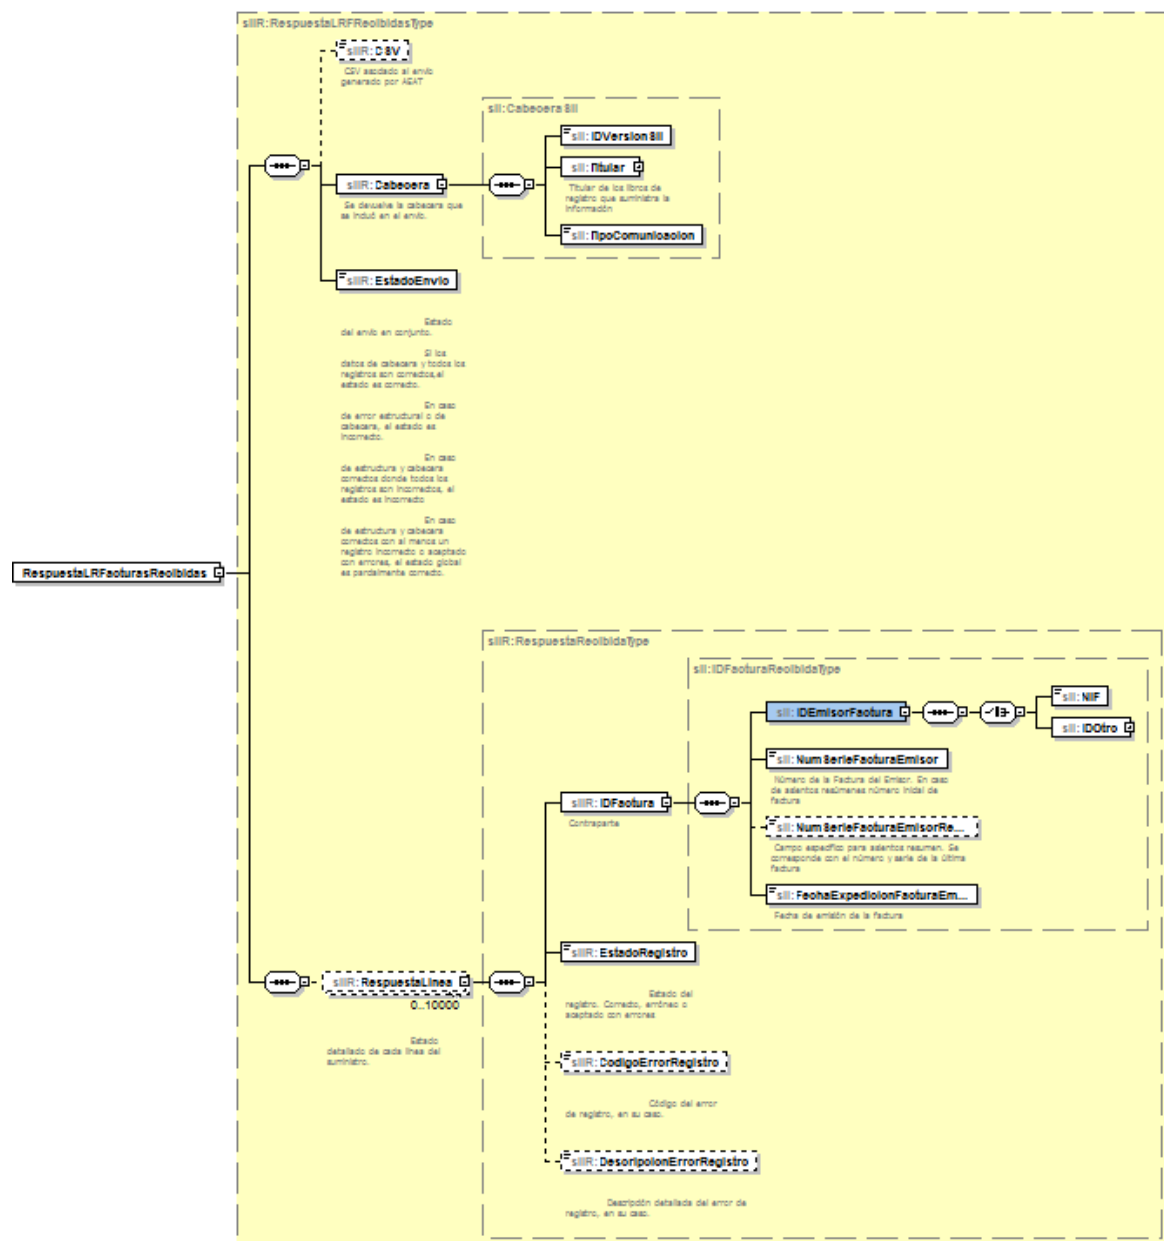 siiR:RespuestaLRFRecibidasType
siiR:CSV
CSV asociado al envío
generado por AEAT
sii:Cabecera Sii
sii:IDVersionSii
sii:Titular
Titular de los libros de
registro que suministra la
información
sii:TipoComunicacion
siiR:Cabecera
Se devuelve la cabecera que
se incluó en el envío.
siiR:EstadoEnvio
Estado
del envío en conjunto.
Si los
datos de cabecera y todos los
registros son correctos,el
estado es correcto.
En caso
de error estructural o de
cabecera, el estado es
Incorrecto.
En caso
de estructura y cabecera
correctos donde todos los
registros son incorrectos, el
estado es incorrecto
En caso
de estructura y cabecera
correctos con al menos un
registro incorrecto o aceptado
con errores, el estado global
es parcialmente correcto.
RespuestaLRFacturasRecibidas
siiR:RespuestaRecibidaType
sii:IDFacturaRecibidaType
sii:IDEmisorFactura
sii:NIF
sii:IDOtro
sii:NumSerieFacturaEmisor
Número de la Factura del Emisor. En caso
de asientos resúmenes número inicial de
factura
siiR:IDFactura
Contraparte
sii:NumSerieFacturaEmisorRe...
Campo específico para asientos resumen. Se
corresponde con el número y serie de la última
factura
sii:FechaExpedicionFacturaEm...
Fecha de emisión de la factura
siiR:EstadoRegistro
Estado del
registro. Correcto, erróneo o
aceptado con errores
siiR:RespuestaLinea
0..10000
Estado
detallado de cada línea del
suministro.
siiR:CodigoErrorRegistro
Código del error
de registro, en su caso.
siiR:DescripcionErrorRegistro
Descripción detallada del error de
registro, en su caso.